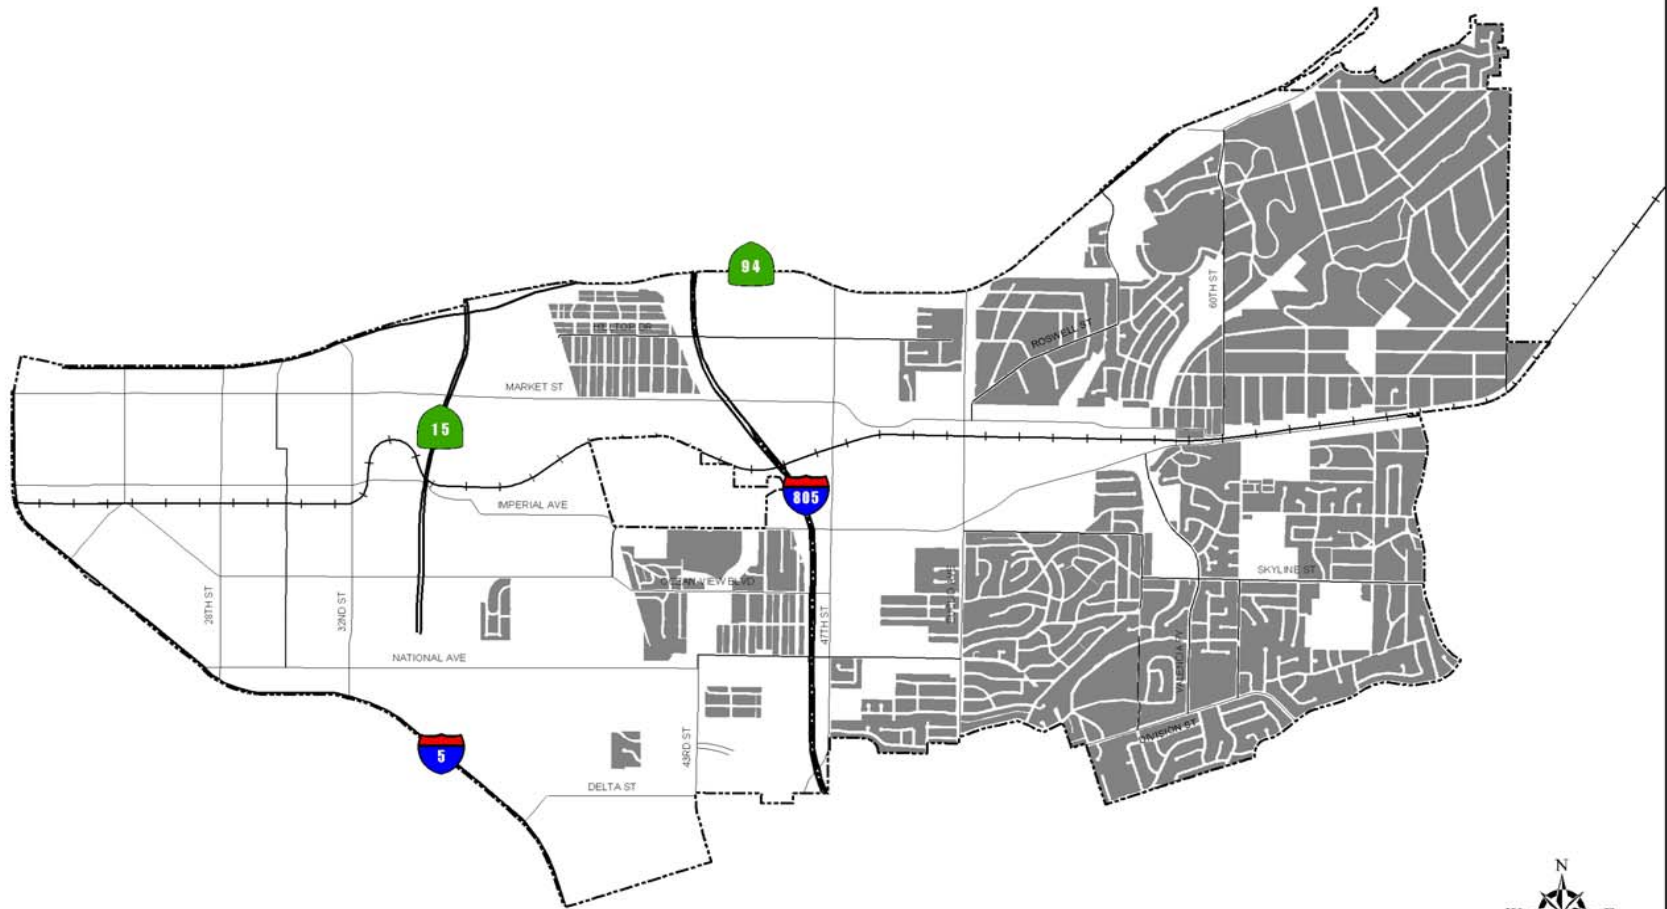 94
60TH ST
HILLTOP DR
ROSWELL ST
MARKET ST
15
805
IMPERIAL AVE
SKYLINE ST
OCEAN VIEW BLVD
28TH ST
32ND ST
47TH ST
NATIONAL AVE
VALENCIA PY
DIVISION ST
43RD ST
5
DELTA ST
N